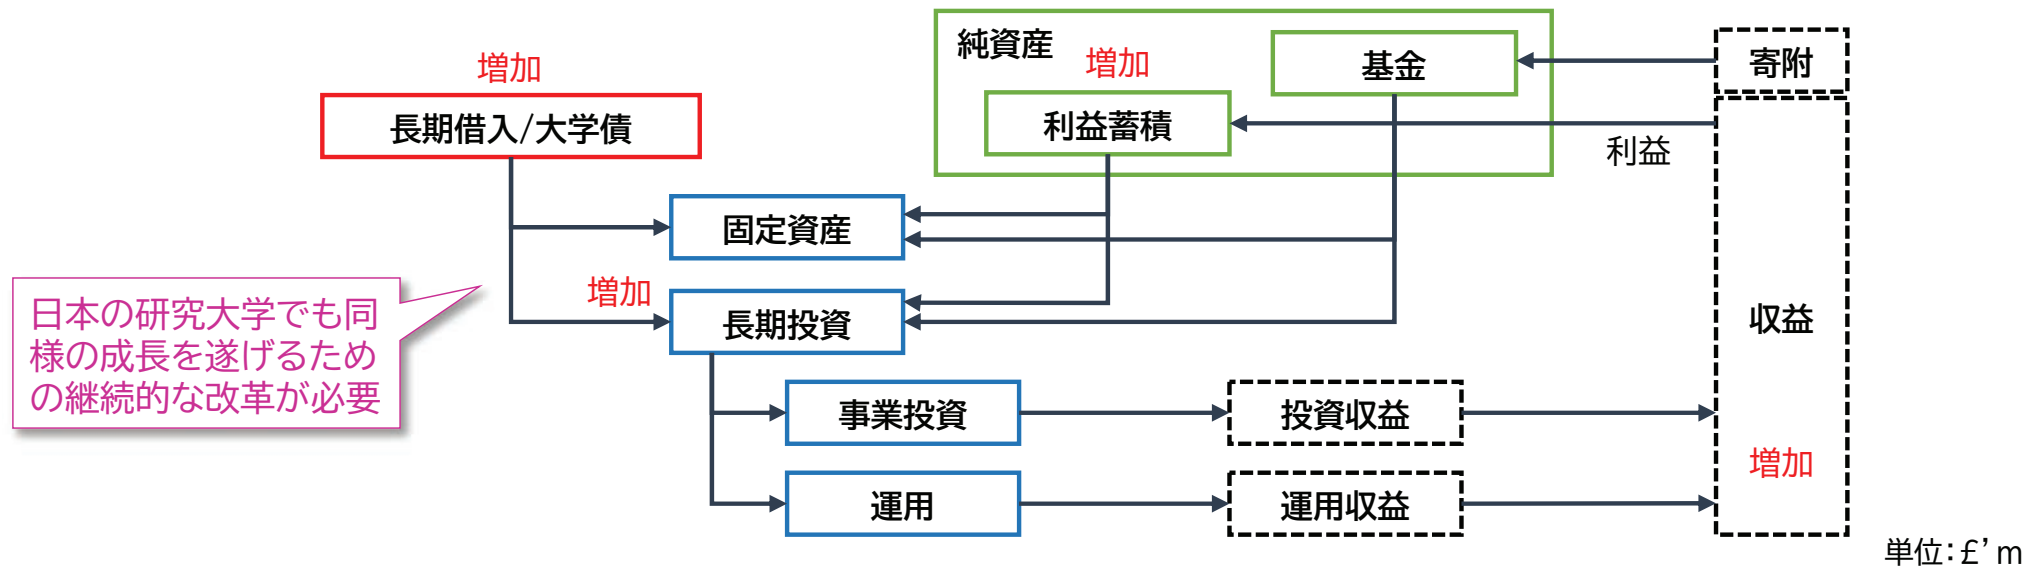 純資産
増加
基金
寄附
増加
長期借入/大学債
利益蓄積
利益
固定資産
増加
長期投資
収益
日本の研究大学でも同
様の成長を遂げるため
の継続的な改革が必要
事業投資
投資収益
増加
運用
運用収益
単位：£’m